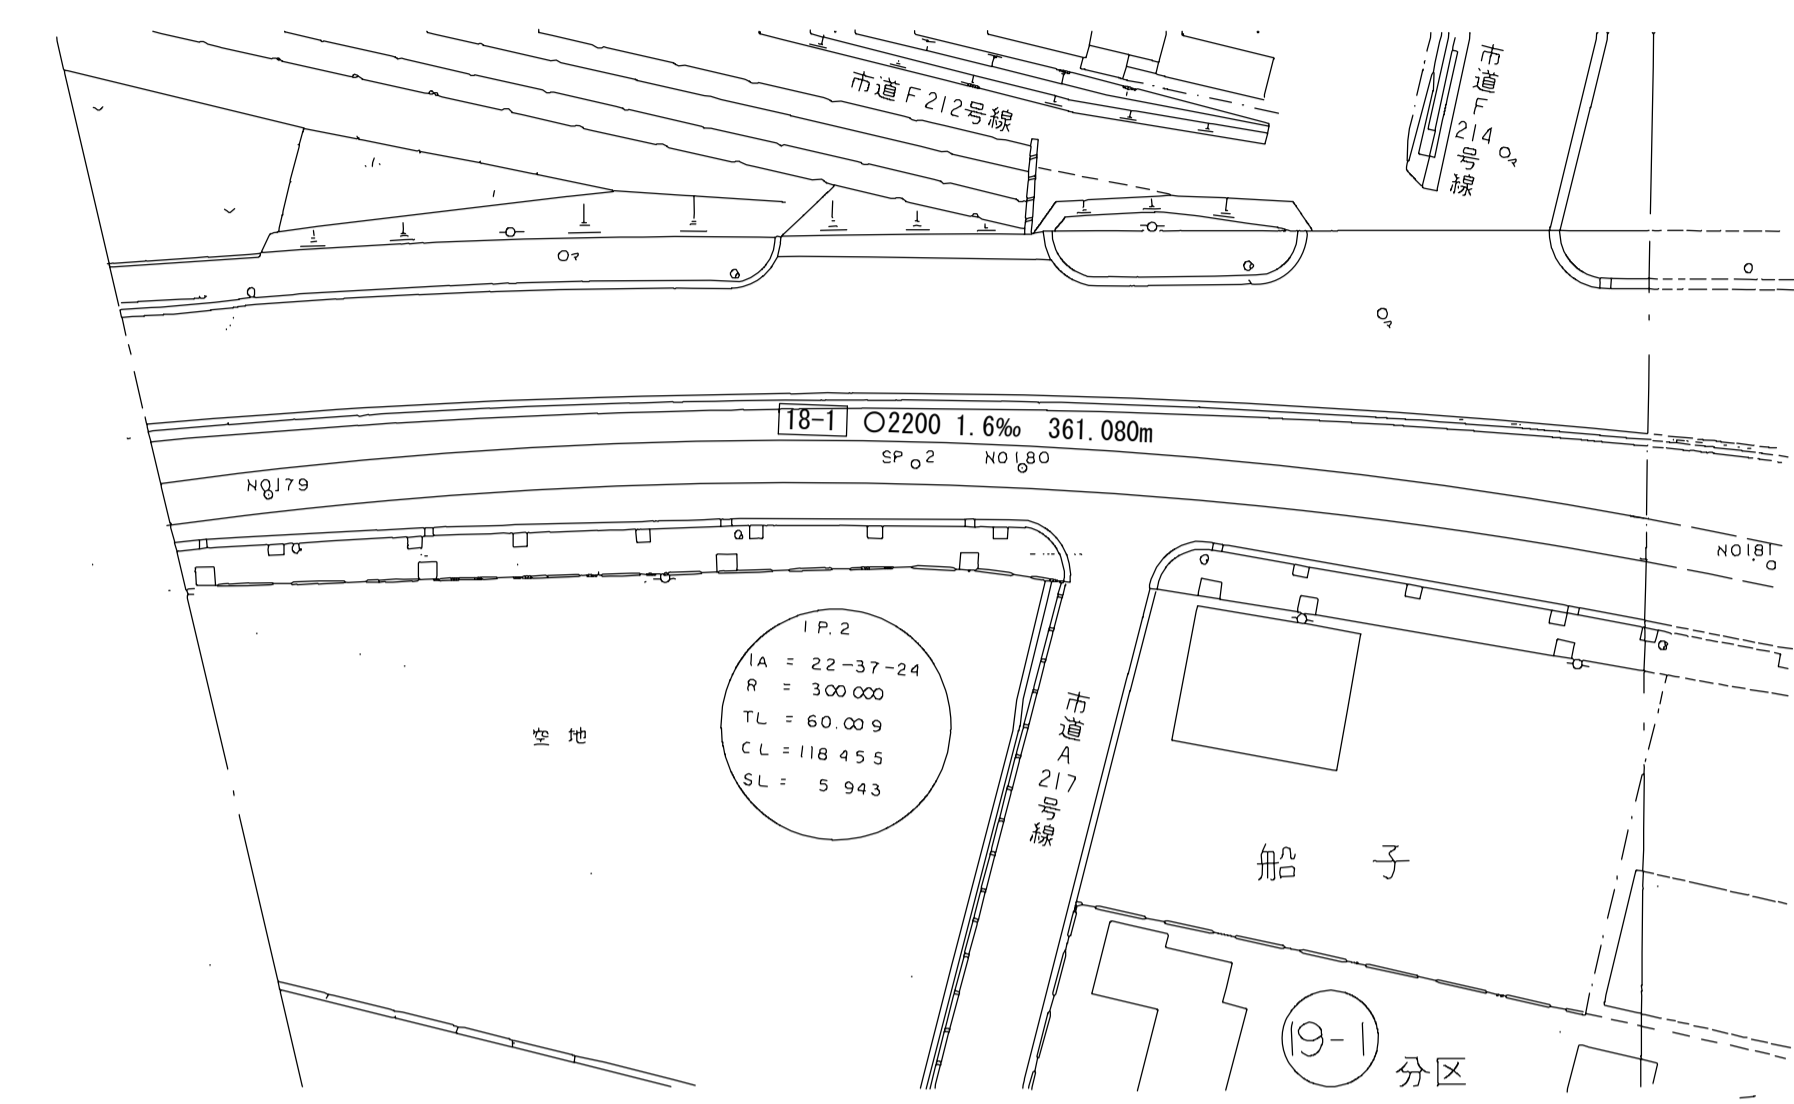 市道F212号線
市道F214号線
18-1 ○2200 1.6‰ 361.080m
SP 2
NO180
NO179
NO181
I P. 2
IA = 22-37-24
R = 300 000
TL = 60.009
CL = 118 455
SL = 5 943
空地
市道A217号線
船子
19-1
分区